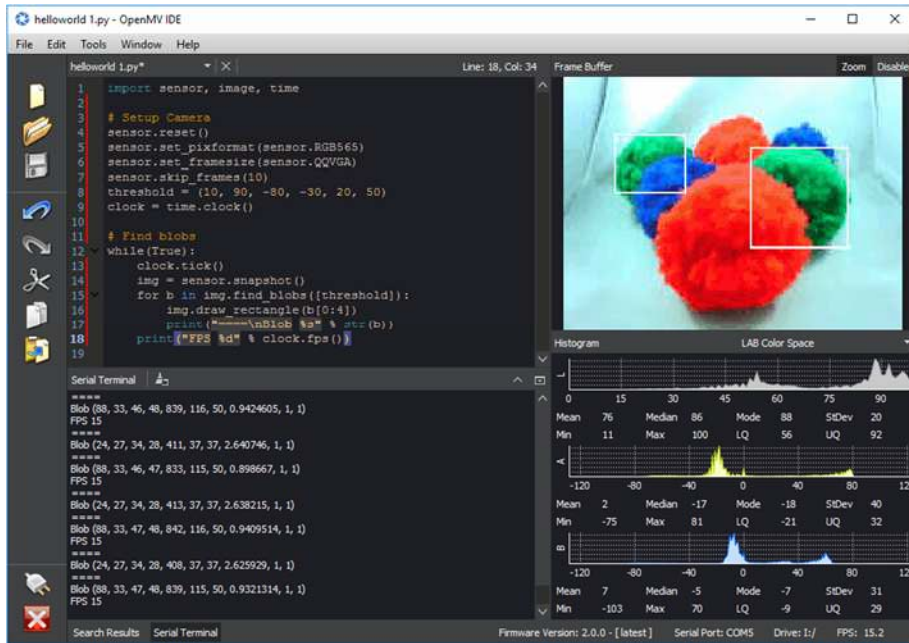 helloworld 1.py - OpenMV IDE
File Edit Tools Window Help
helloworld 1.py* Line: 18, Col: 34
1 import sensor, image, time
2
3 # Setup Camera
4 sensor.reset()
5 sensor.set_pixformat(sensor.RGB565)
6 sensor.set_framesize(sensor.QQVGA)
7 sensor.skip_frames(10)
8 threshold = (10, 90, -80, -30, 20, 50)
9 clock = time.clock()
10
11 # Find blobs
12 while(True):
13 clock.tick()
14 img = sensor.snapshot()
15 for b in img.find_blobs([threshold]):
16 img.draw_rectangle(b[0:4])
17 print("====\nBlob %s" % str(b))
18 print("FPS %d" % clock.fps())
19
Serial Terminal
====
Blob (88, 33, 46, 48, 839, 116, 50, 0.9424605, 1, 1)
FPS 15
====
Blob (24, 27, 34, 28, 411, 37, 37, 2.640746, 1, 1)
====
Blob (88, 33, 46, 47, 833, 115, 50, 0.898667, 1, 1)
FPS 15
====
Blob (24, 27, 34, 28, 413, 37, 37, 2.638215, 1, 1)
====
Blob (88, 33, 47, 48, 842, 116, 50, 0.9409514, 1, 1)
FPS 15
====
Blob (24, 27, 34, 28, 408, 37, 37, 2.625929, 1, 1)
====
Blob (88, 33, 47, 48, 839, 115, 50, 0.9321314, 1, 1)
FPS 15
Frame Buffer Zoom Disable
Histogram LAB Color Space
L
0 15 30 45 60 75 90
Mean 76 Median 86 Mode 88 StDev 20
Min 11 Max 100 LQ 56 UQ 92
A
-120 -80 -40 0 40 80
Mean 2 Median -17 Mode -18 StDev 40
Min -75 Max 81 LQ -21 UQ 32
B
-120 -80 -40 0 40 80
Mean 7 Median -5 Mode -7 StDev 31
Min -103 Max 70 LQ -9 UQ 29
Search Results Serial Terminal Firmware Version: 2.0.0 - [latest] Serial Port: COM5 Drive: I:/ FPS: 15.2